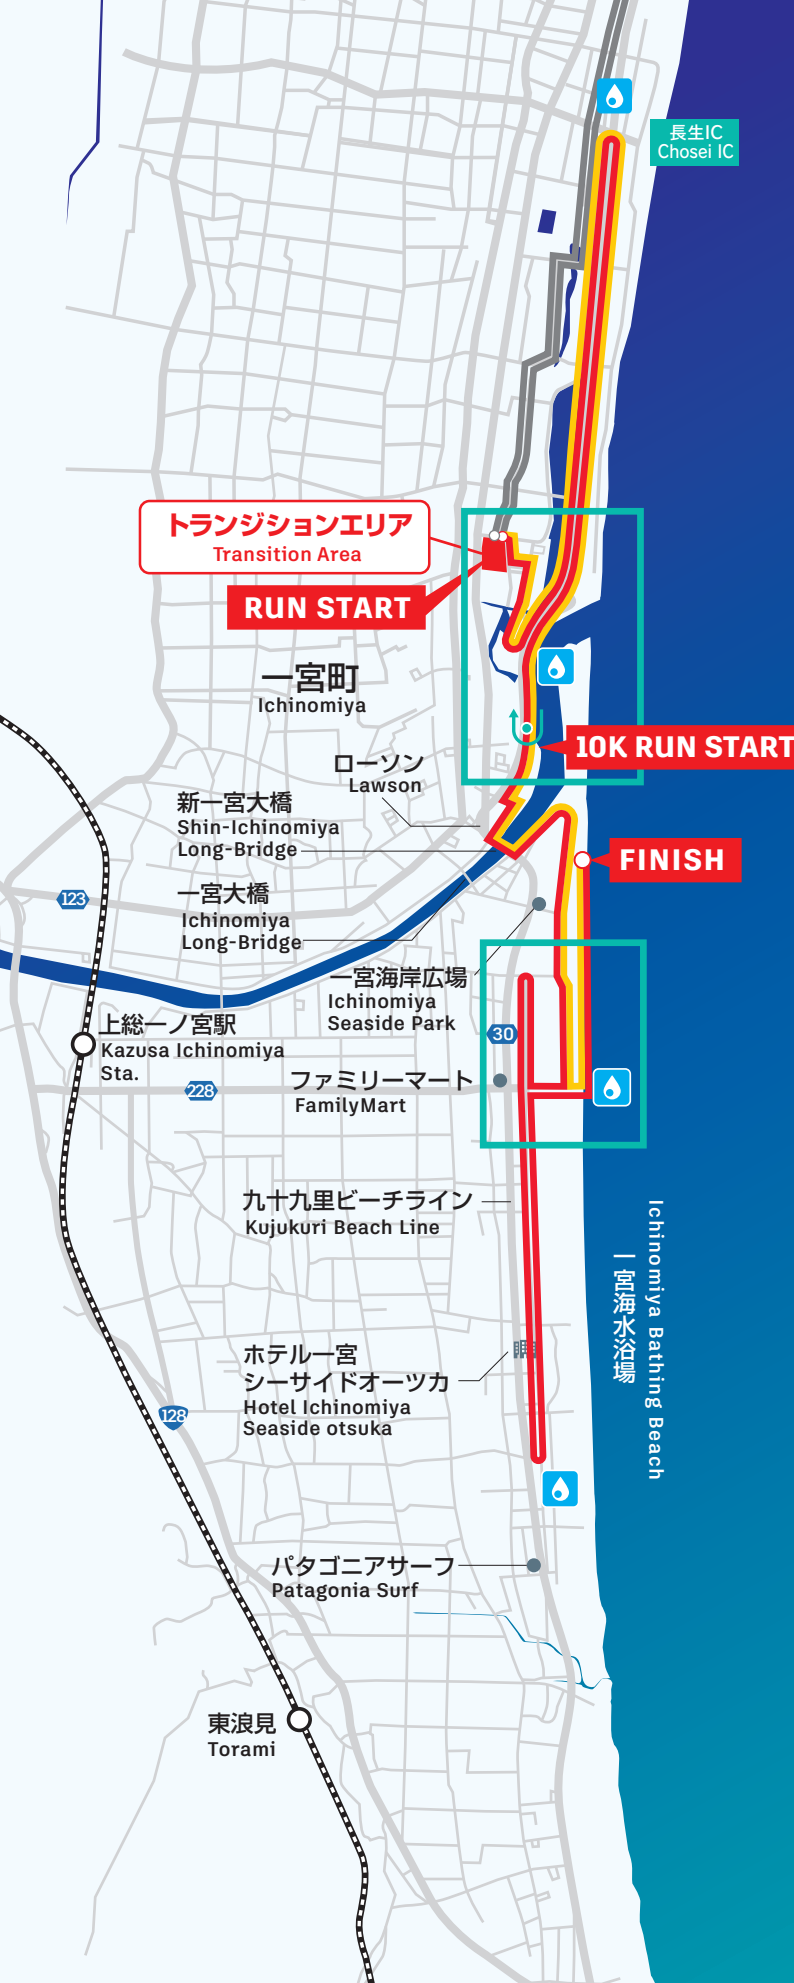 長生IC
Chosei IC
トランジションエリア
Transition Area
RUN START
一宮町
Ichinomiya
10K RUN START
ローソン
Lawson
新一宮大橋
Shin-Ichinomiya
Long-Bridge
FINISH
123
一宮大橋
Ichinomiya
Long-Bridge
一宮海岸広場
Ichinomiya
Seaside Park
上総一ノ宮駅
Kazusa Ichinomiya
Sta.
30
ファミリーマート
FamilyMart
228
九十九里ビーチライン
Kujukuri Beach Line
一宮海水浴場
Ichinomiya Bathing Beach
ホテル一宮
シーサイドオーツカ
Hotel Ichinomiya
Seaside otsuka
128
パタゴニアサーフ
Patagonia Surf
東浪見
Torami